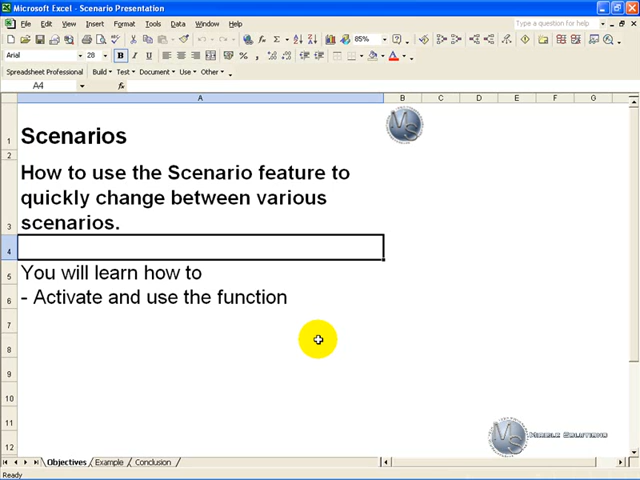 Microsoft Excel - Scenario Presentation
File Edit View Insert Format Tools Data Window Help
Type a question for help
85%
Arial 28 B I U
Spreadsheet Professional Build Test Document Use Other
A4 fx
A B C D E F G
1 Scenarios
2
How to use the Scenario feature to
quickly change between various
3 scenarios.
4
5 You will learn how to
6 - Activate and use the function
7
8
9
10
11
12
MS
Objectives Example Conclusion
Ready